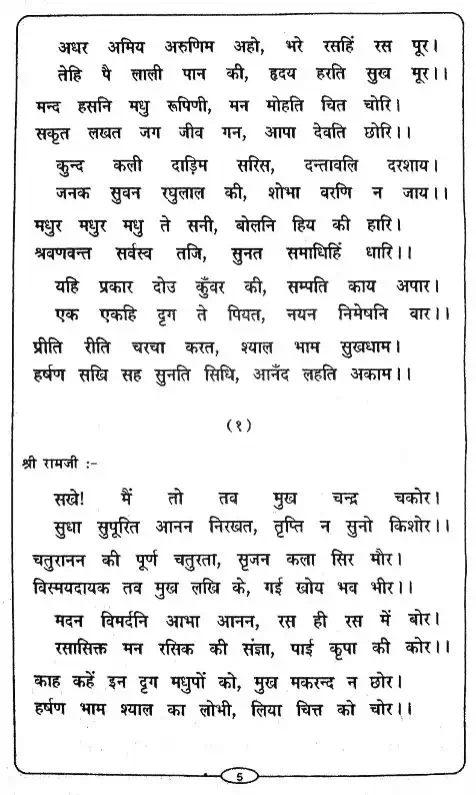 अधर अमिय अरुणिम अहो, भरे रसहिं रस पूर।
तेहि पै लाली पान की, हृदय हरति सुख मूर।।
मन्द हसनि मधु रूपिणी, मन मोहति चित चोरि।
सकृत लखत जग जीव गन, आपा देवति छोरि।।
कुन्द कली दाड़िम सरिस, दन्तावलि दरशाय।
जनक सुवन रघुलाल की, शोभा वरणि न जाय।।
मधुर मधुर मधु ते सनी, बोलनि हिय की हारि।
श्रवणवन्त सर्वस्व तजि, सुनत समाधिहिं धारि।।
यहि प्रकार दोउ कुँवर की, सम्पति काय अपार।
एक एकहि दृग ते पियत, नयन निमेषनि वार।।
प्रीति रीति चरचा करत, श्याल भाम सुखधाम।
हर्षण सखि सह सुनति सिधि, आनँद लहति अकाम।।
(१)
श्री रामजी :-
सखे! मैं तो तव मुख चन्द्र चकोर।
सुधा सुपूरित आनन निरखत, तृप्ति न सुनो किशोर।।
चतुरानन की पूर्ण चतुरता, सृजन कला सिर मौर।
विस्मयदायक तव मुख लखि के, गई खोय भव भीर।।
मदन विमर्दनि आभा आनन, रस ही रस में बोर।
रसासिक्त मन रसिक की संज्ञा, पाई कृपा की कोर।।
काह कहें इन दृग मधुपों को, मुख मकरन्द न छोर।
हर्षण भाम श्याल का लोभी, लिया चित्त को चोर।।
5